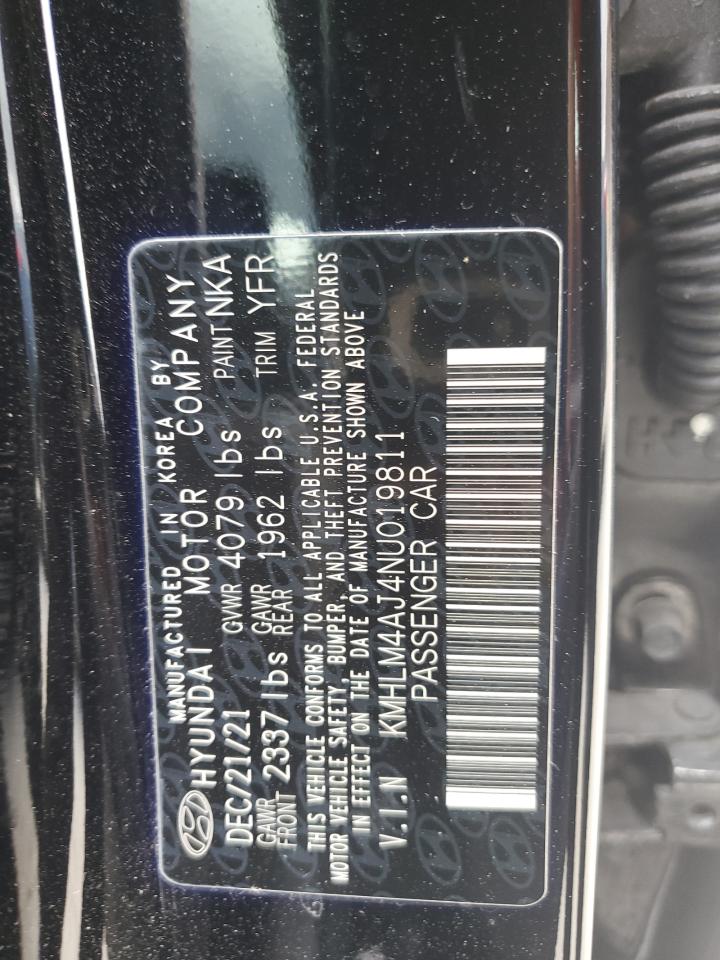 MANUFACTURED IN KOREA BY
HYUNDAI MOTOR COMPANY
DEC/21/21 GVWR 4079 lbs PAINT NKA
GAWR FRONT 2337 lbs GAWR REAR 1962 lbs TRIM YFR
THIS VEHICLE CONFORMS TO ALL APPLICABLE U.S.A. FEDERAL
MOTOR VEHICLE SAFETY, BUMPER, AND THEFT PREVENTION STANDARDS
IN EFFECT ON THE DATE OF MANUFACTURE SHOWN ABOVE
V.I.N KMHLM4AJ4NU019811
PASSENGER CAR